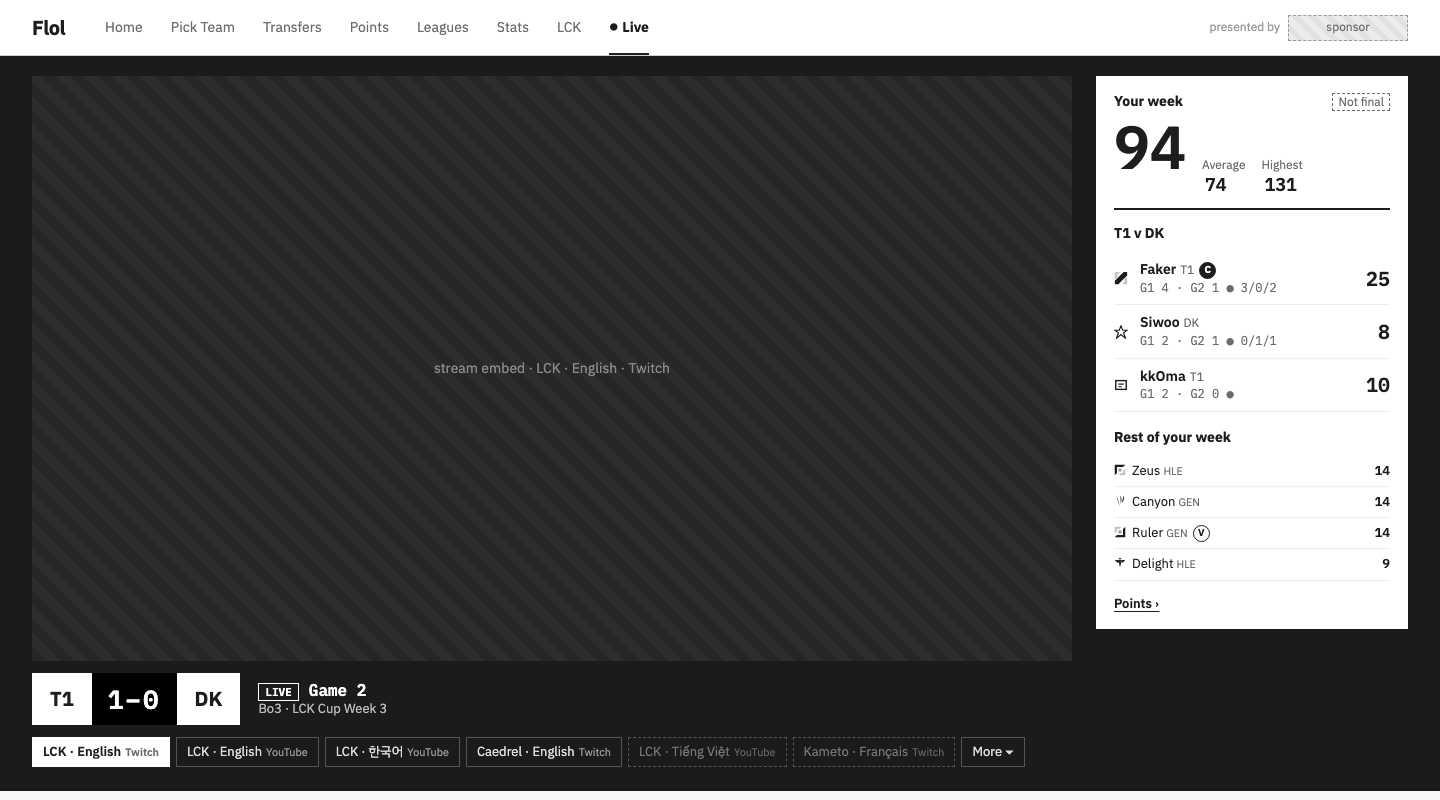 Flol
Home Pick Team Transfers Points Leagues Stats LCK ● Live
presented by sponsor
stream embed · LCK · English · Twitch
T1 1–0 DK
LIVE Game 2
Bo3 · LCK Cup Week 3
LCK · English Twitch
LCK · English YouTube
LCK · 한국어 YouTube
Caedrel · English Twitch
LCK · Tiếng Việt YouTube
Kameto · Français Twitch
More
Your week Not final
94
Average Highest
74 131
T1 v DK
Faker T1 C 25
G1 4 · G2 1 ● 3/0/2
Siwoo DK 8
G1 2 · G2 1 ● 0/1/1
kkOma T1 10
G1 2 · G2 0 ●
Rest of your week
Zeus HLE 14
Canyon GEN 14
Ruler GEN V 14
Delight HLE 9
Points ›